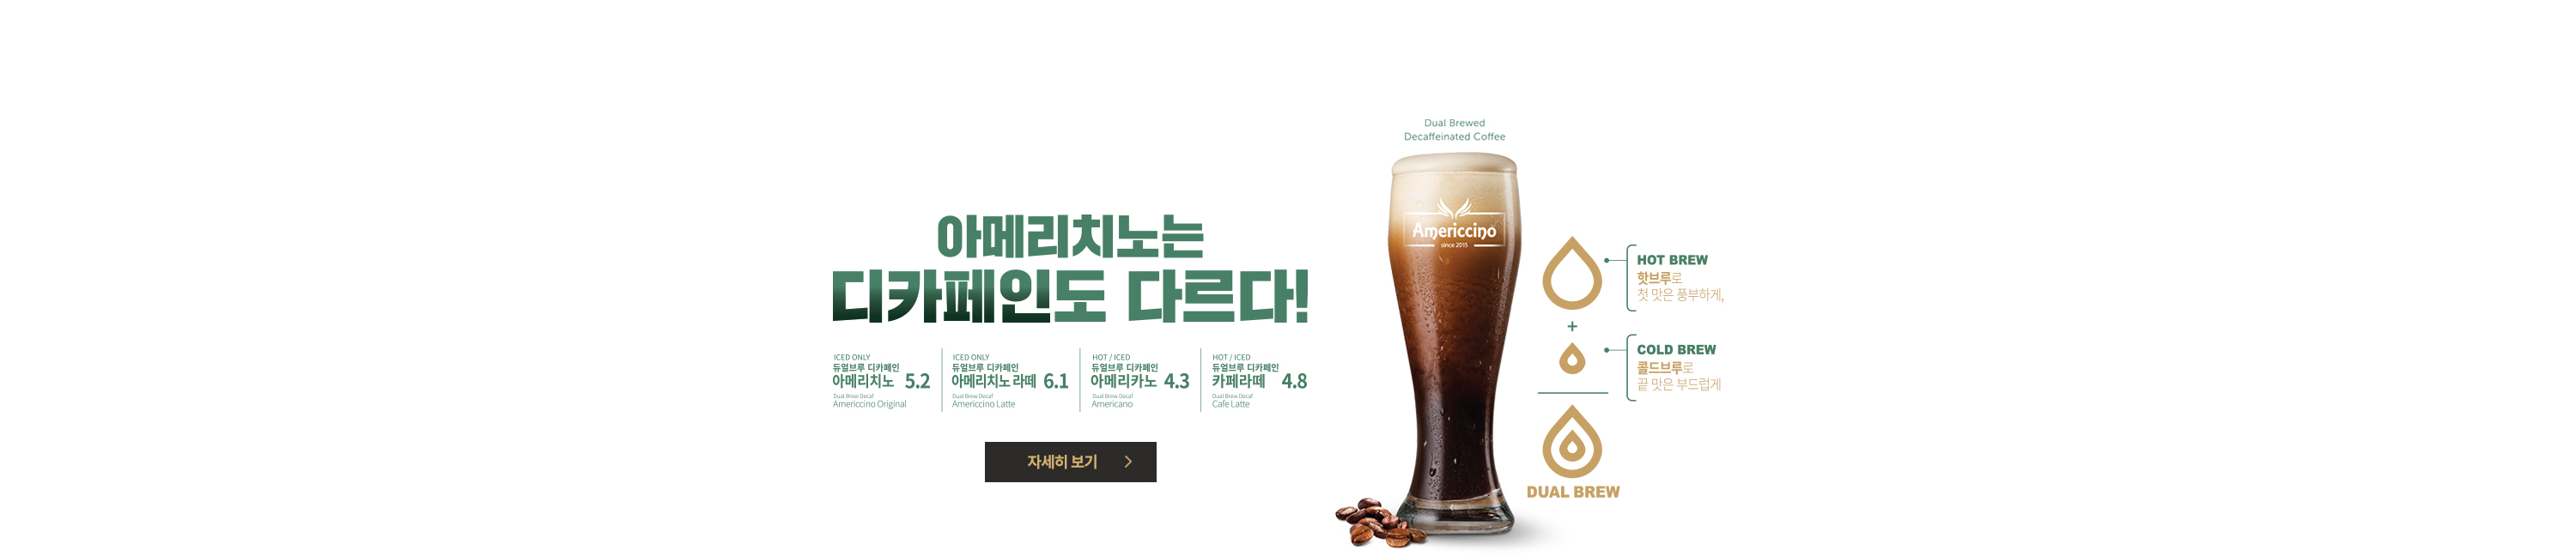 아메리치노는
디카페인도 다르다!
ICED ONLY
듀얼브루 디카페인
아메리치노 5.2
Dual Brew Decaf
Americcino Original
ICED ONLY
듀얼브루 디카페인
아메리치노 라떼 6.1
Dual Brew Decaf
Americcino Latte
HOT / ICED
듀얼브루 디카페인
아메리카노 4.3
Dual Brew Decaf
Americano
HOT / ICED
듀얼브루 디카페인
카페라떼 4.8
Dual Brew Decaf
Cafe Latte
자세히 보기 >
Dual Brewed
Decaffeinated Coffee
Americcino
since 2015
HOT BREW
핫브루로
첫 맛은 풍부하게,
+
COLD BREW
콜드브루로
끝 맛은 부드럽게
DUAL BREW